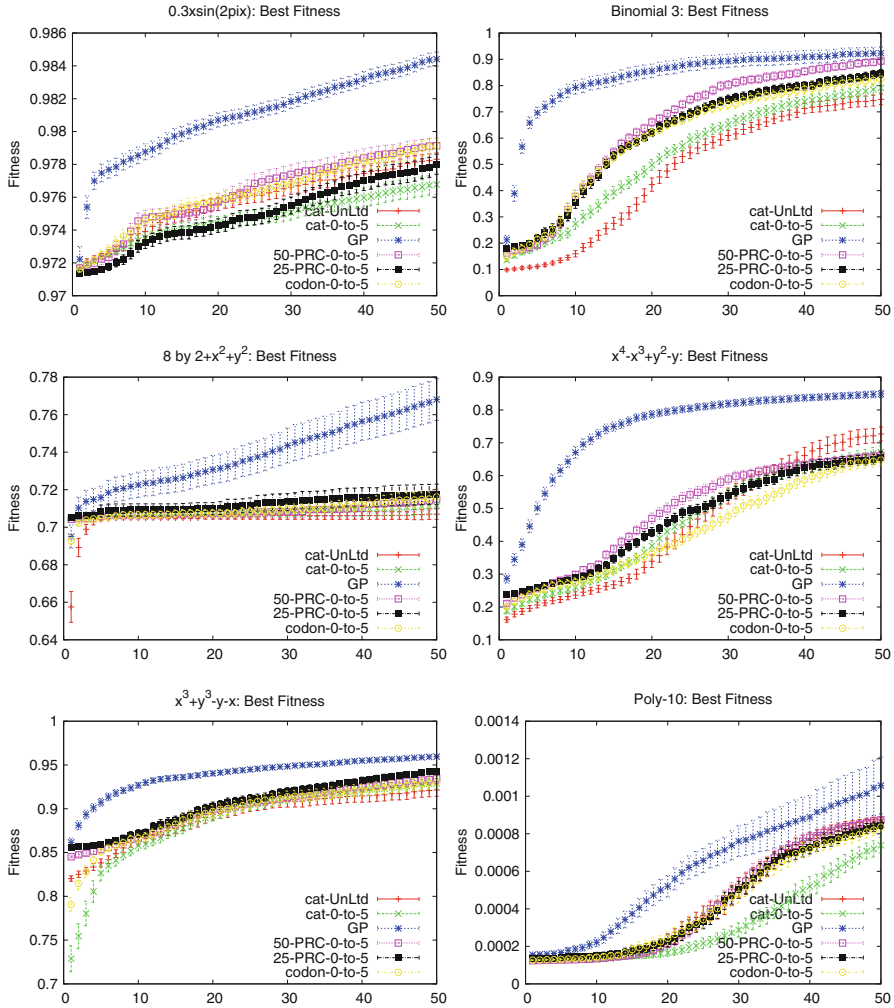 0.3xsin(2pix): Best Fitness
Fitness
0.986
0.984
0.982
0.98
0.978
0.976
0.974
0.972
0.97
0 10 20 30 40 50
cat-UnLtd
cat-0-to-5
GP
50-PRC-0-to-5
25-PRC-0-to-5
codon-0-to-5
Binomial 3: Best Fitness
Fitness
1
0.9
0.8
0.7
0.6
0.5
0.4
0.3
0.2
0.1
0
0 10 20 30 40 50
cat-UnLtd
cat-0-to-5
GP
50-PRC-0-to-5
25-PRC-0-to-5
codon-0-to-5
8 by 2+x²+y²: Best Fitness
Fitness
0.78
0.76
0.74
0.72
0.7
0.68
0.66
0.64
0 10 20 30 40 50
cat-UnLtd
cat-0-to-5
GP
50-PRC-0-to-5
25-PRC-0-to-5
codon-0-to-5
x⁴-x³+y²-y: Best Fitness
Fitness
0.9
0.8
0.7
0.6
0.5
0.4
0.3
0.2
0.1
0 10 20 30 40 50
cat-UnLtd
cat-0-to-5
GP
50-PRC-0-to-5
25-PRC-0-to-5
codon-0-to-5
x³+y³-y-x: Best Fitness
Fitness
1
0.95
0.9
0.85
0.8
0.75
0.7
0 10 20 30 40 50
cat-UnLtd
cat-0-to-5
GP
50-PRC-0-to-5
25-PRC-0-to-5
codon-0-to-5
Poly-10: Best Fitness
Fitness
0.0014
0.0012
0.001
0.0008
0.0006
0.0004
0.0002
0
0 10 20 30 40 50
cat-UnLtd
cat-0-to-5
GP
50-PRC-0-to-5
25-PRC-0-to-5
codon-0-to-5